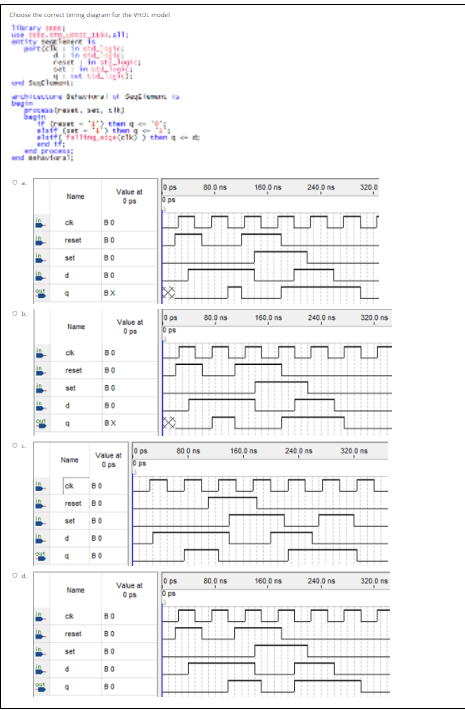 Choose the correct timing diagram for the VHDL model
library IEEE;
use IEEE.STD_LOGIC_1164.all;
entity SeqElement is
port(clk : in std_logic;
d : in std_logic;
reset : in std_logic;
set : in std_logic;
q : out std_logic);
end SeqElement;
architecture Behavioral of SeqElement is
begin
process(reset, set, clk)
begin
if (reset = '1') then q <= '0';
elsif (set = '1') then q <= '1';
elsif( falling_edge(clk) ) then q <= d;
end if;
end process;
end Behavioral;
a.
Name Value at 0 ps 0 ps 80.0 ns 160.0 ns 240.0 ns 320.0
0 ps
in clk B 0
in reset B 0
in set B 0
in d B 0
out q B X
b.
Name Value at 0 ps 0 ps 80.0 ns 160.0 ns 240.0 ns 320.0 ns
0 ps
in clk B 0
in reset B 0
in set B 0
in d B 0
out q B X
c.
Name Value at 0 ps 0 ps 80.0 ns 160.0 ns 240.0 ns 320.0 ns
0 ps
in clk B 0
in reset B 0
in set B 0
in d B 0
out q B 0
d.
Name Value at 0 ps 0 ps 80.0 ns 160.0 ns 240.0 ns 320.0 ns
0 ps
in clk B 0
in reset B 0
in set B 0
in d B 0
out q B 0